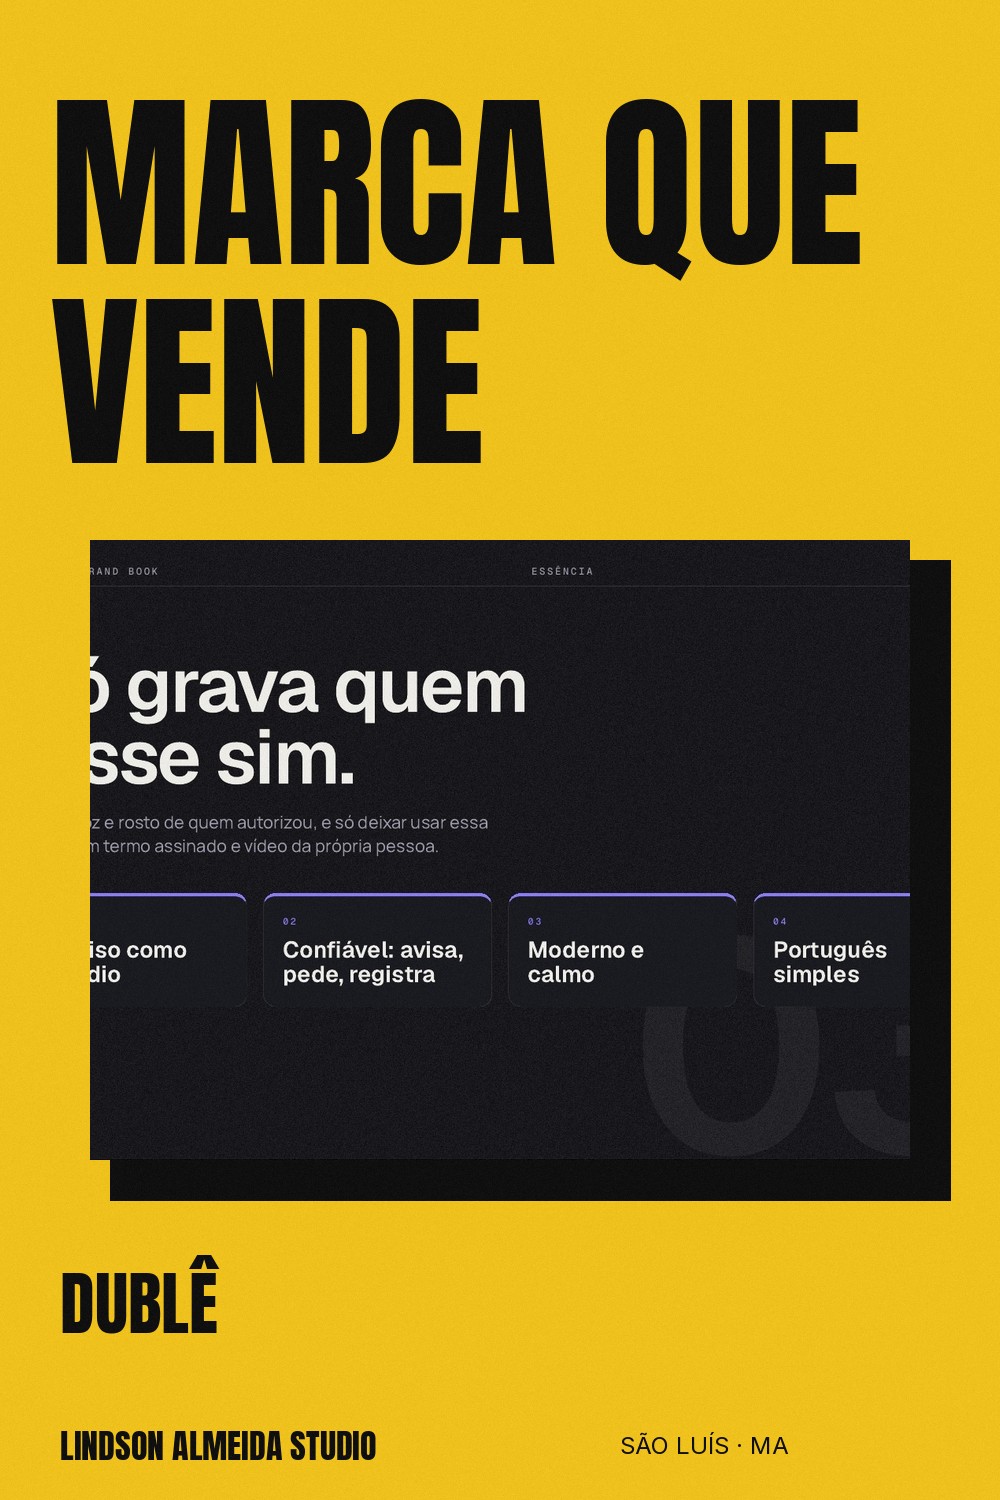 MARCA QUE
VENDE
RAND BOOK
ESSÊNCIA
ó grava quem
sse sim.
oz e rosto de quem autorizou, e só deixar usar essa
m termo assinado e vídeo da própria pessoa.
iso como
dio
02
Confiável: avisa,
pede, registra
03
Moderno e
calmo
04
Português
simples
03
DUBLÊ
LINDSON ALMEIDA STUDIO
SÃO LUÍS · MA